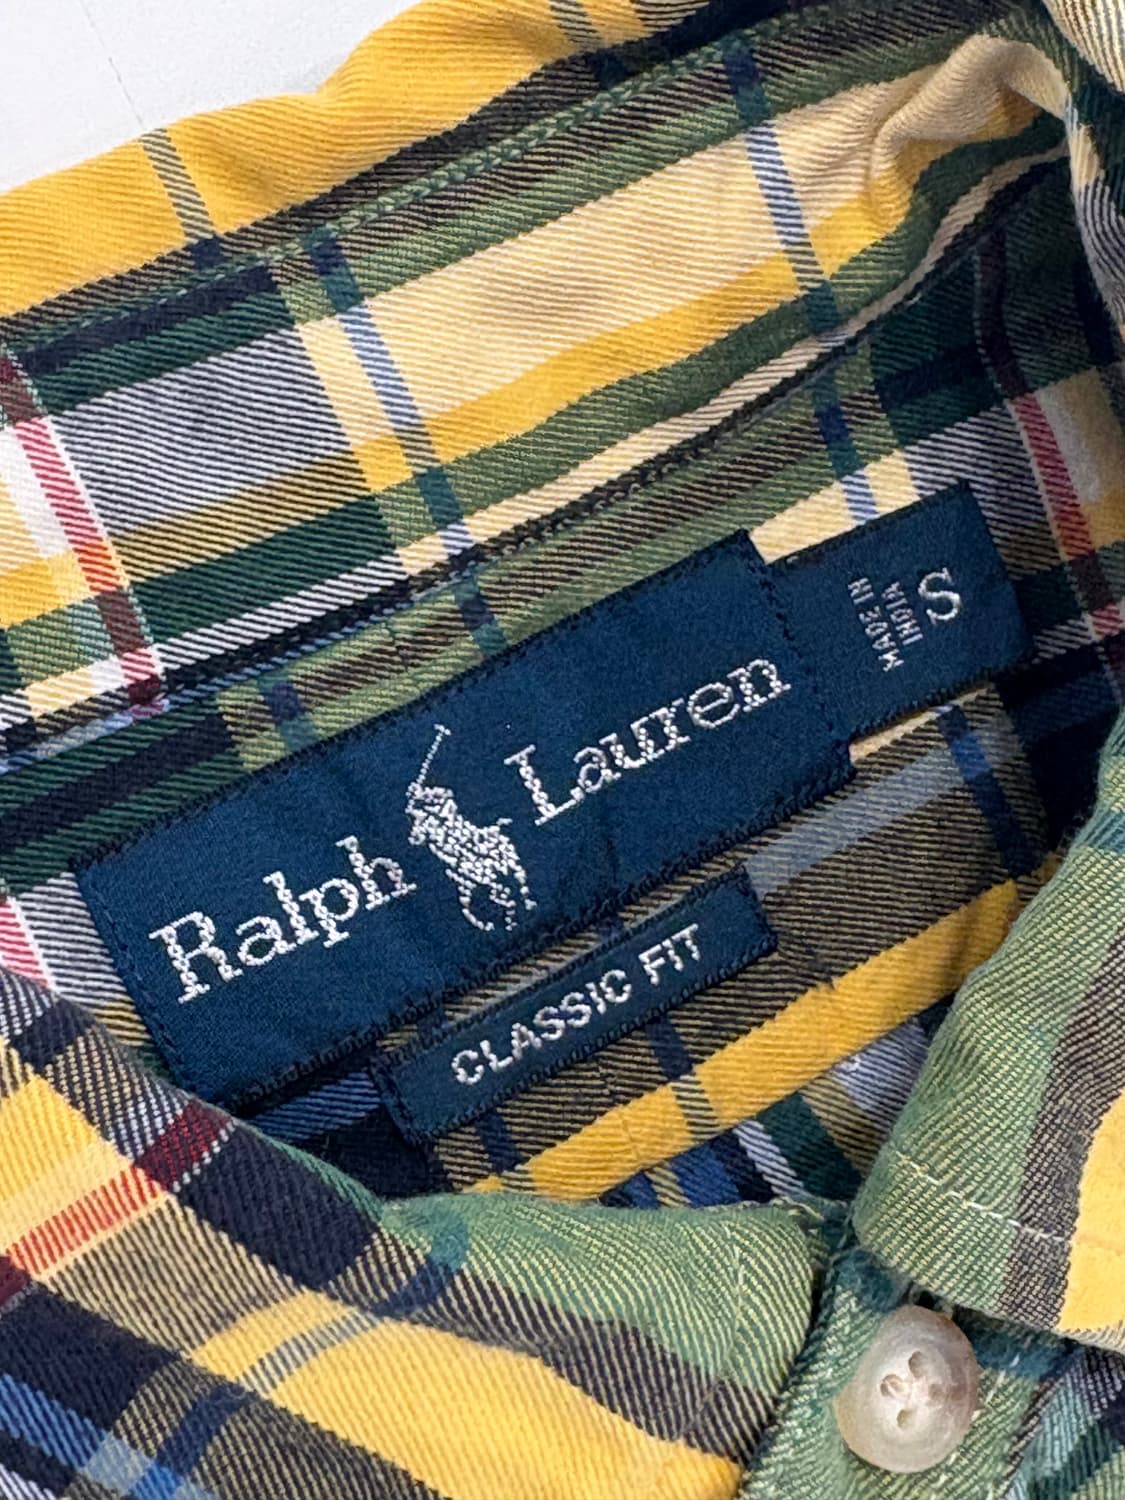 Ralph Lauren
S
MADE IN
INDIA
CLASSIC FIT